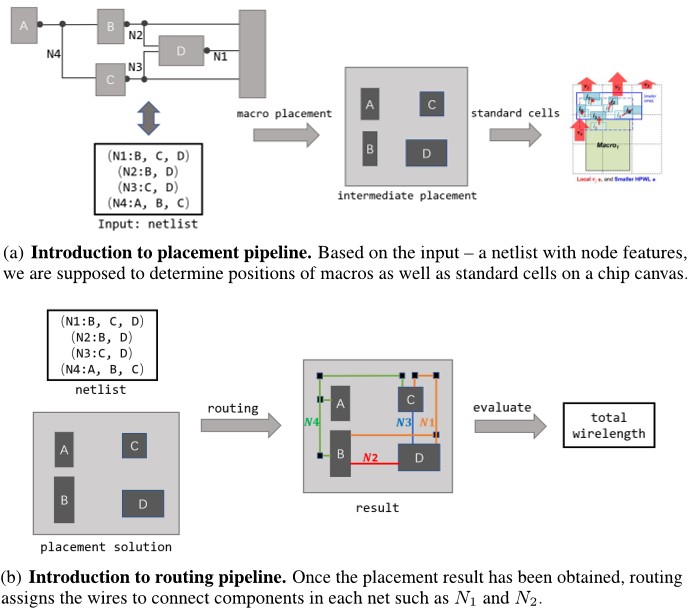 A
B
N2
D
N4
N3
N1
C
macro placement
A
C
B
D
standard cells
Macro₁
(N1:B, C, D)
(N2:B, D)
(N3:C, D)
(N4:A, B, C)
Input: netlist
intermediate placement
(a) Introduction to placement pipeline. Based on the input – a netlist with node features,
we are supposed to determine positions of macros as well as standard cells on a chip canvas.
(N1:B, C, D)
(N2:B, D)
(N3:C, D)
(N4:A, B, C)
netlist
A
C
B
D
placement solution
routing
A
C
N4
N3
N1
B
N2
D
result
evaluate
total
wirelength
(b) Introduction to routing pipeline. Once the placement result has been obtained, routing
assigns the wires to connect components in each net such as N₁ and N₂.